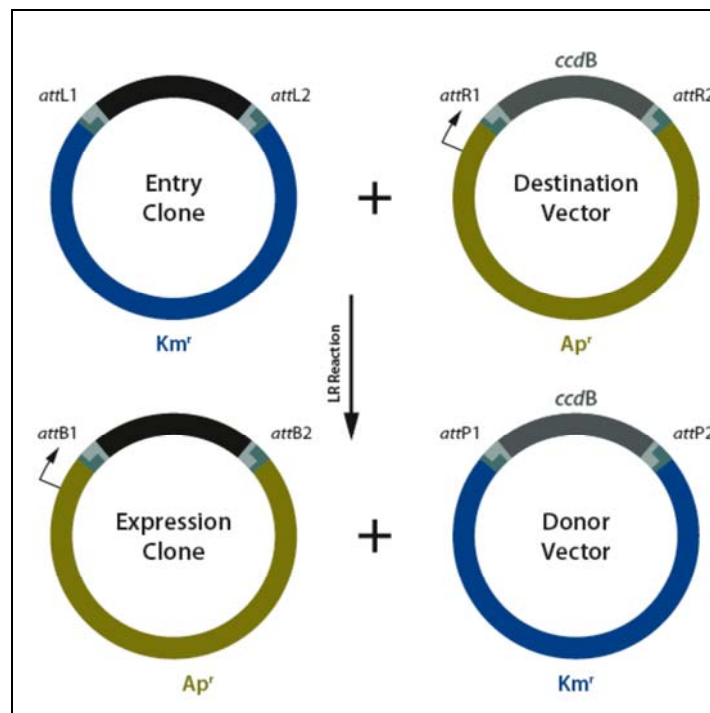 attL1
attL2
Entry
Clone
Kmʳ
+
ccdB
attR1
attR2
Destination
Vector
Apʳ
LR Reaction
attB1
attB2
Expression
Clone
Apʳ
+
ccdB
attP1
attP2
Donor
Vector
Kmʳ